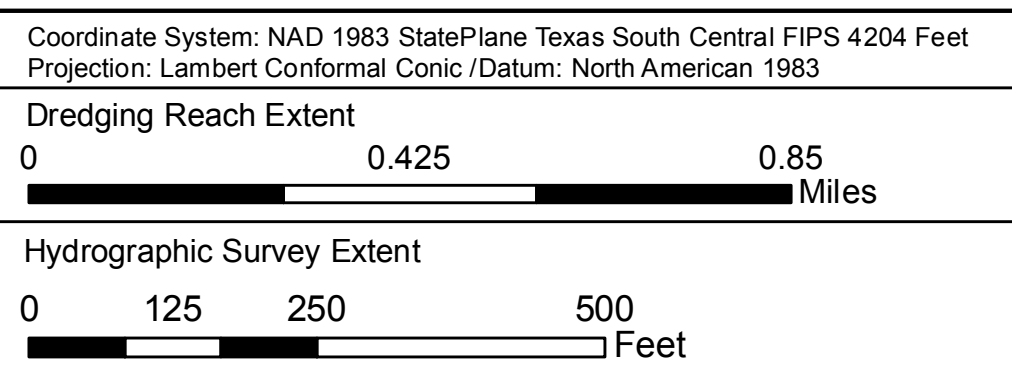 Coordinate System: NAD 1983 StatePlane Texas South Central FIPS 4204 Feet
Projection: Lambert Conformal Conic /Datum: North American 1983
Dredging Reach Extent
0 0.425 0.85
Miles
Hydrographic Survey Extent
0 125 250 500
Feet